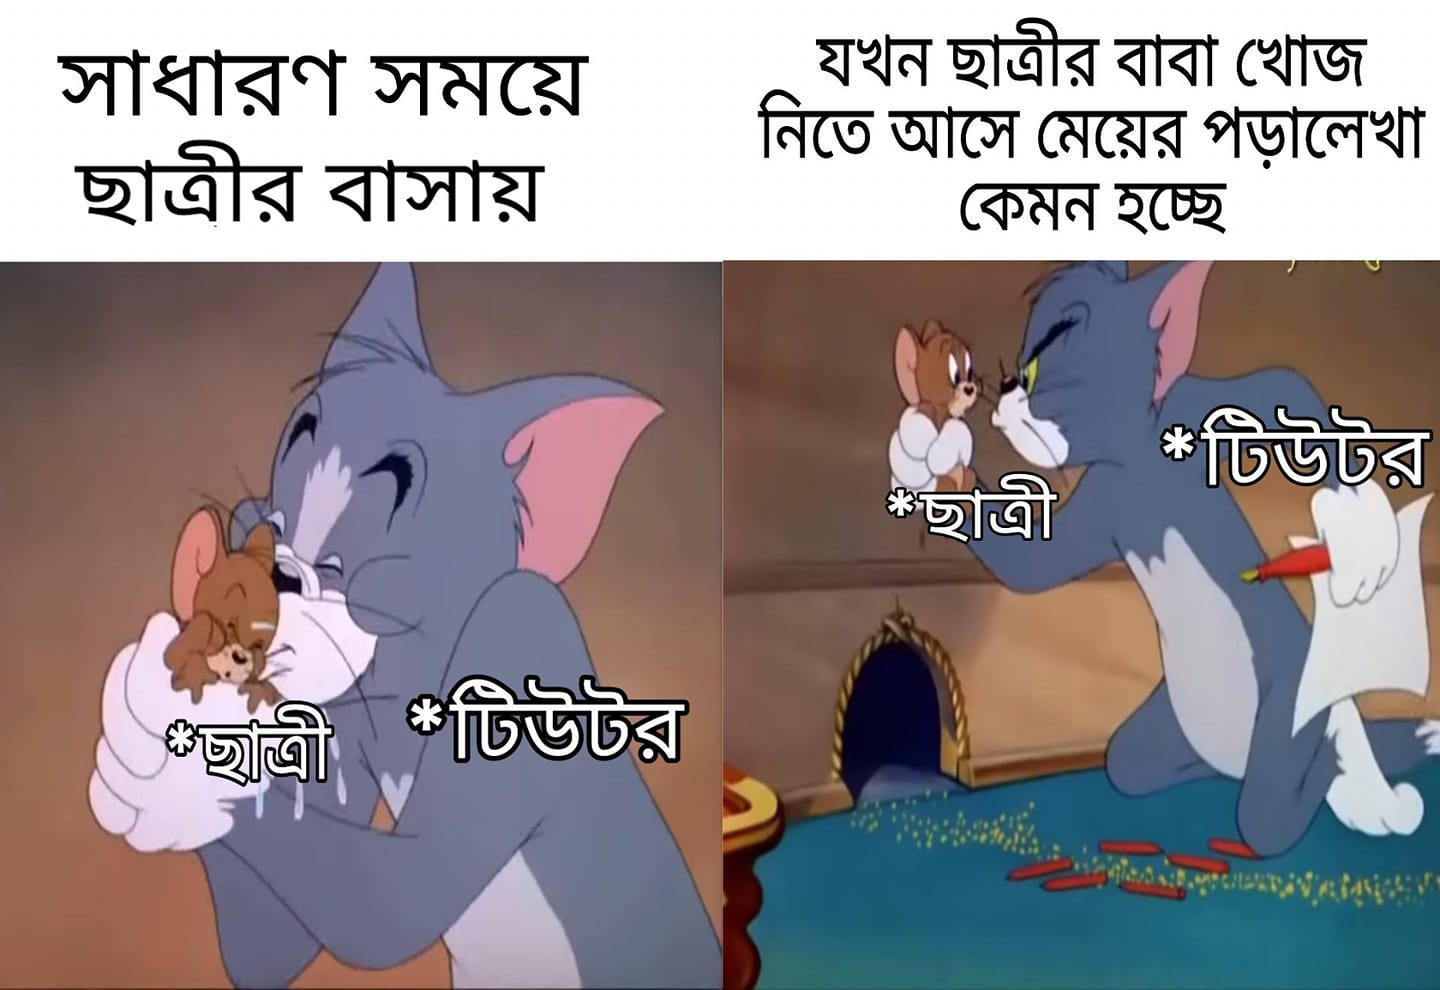 সাধারণ সময়ে
ছাত্রীর বাসায়
যখন ছাত্রীর বাবা খোজ
নিতে আসে মেয়ের পড়ালেখা
কেমন হচ্ছে
*ছাত্রী
*টিউটর
*টিউটর
*ছাত্রী